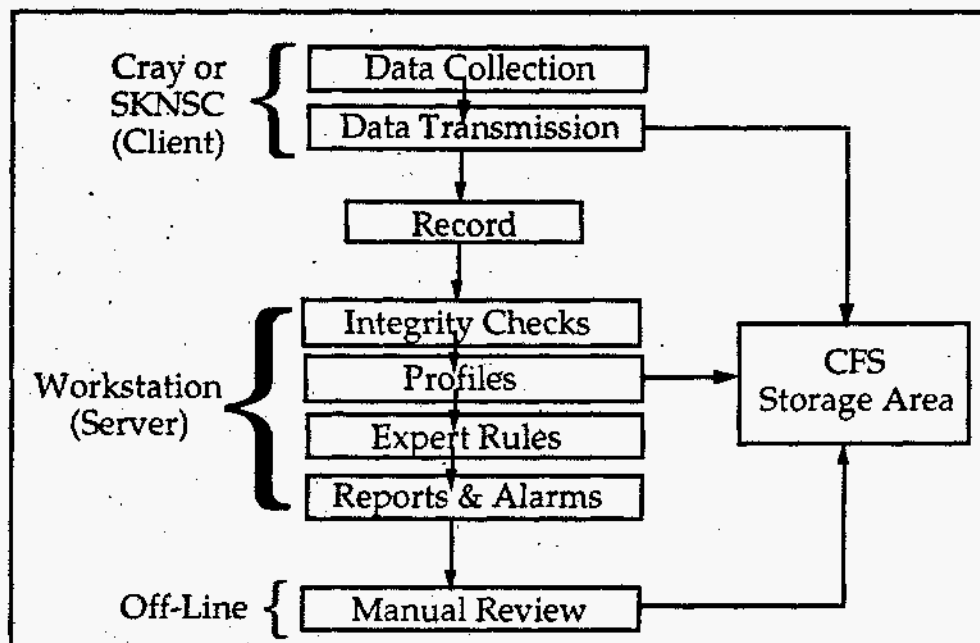 Cray or
SKNSC
(Client)
Data Collection
Data Transmission
Record
Workstation
(Server)
Integrity Checks
Profiles
Expert Rules
Reports & Alarms
CFS
Storage Area
Off-Line
Manual Review